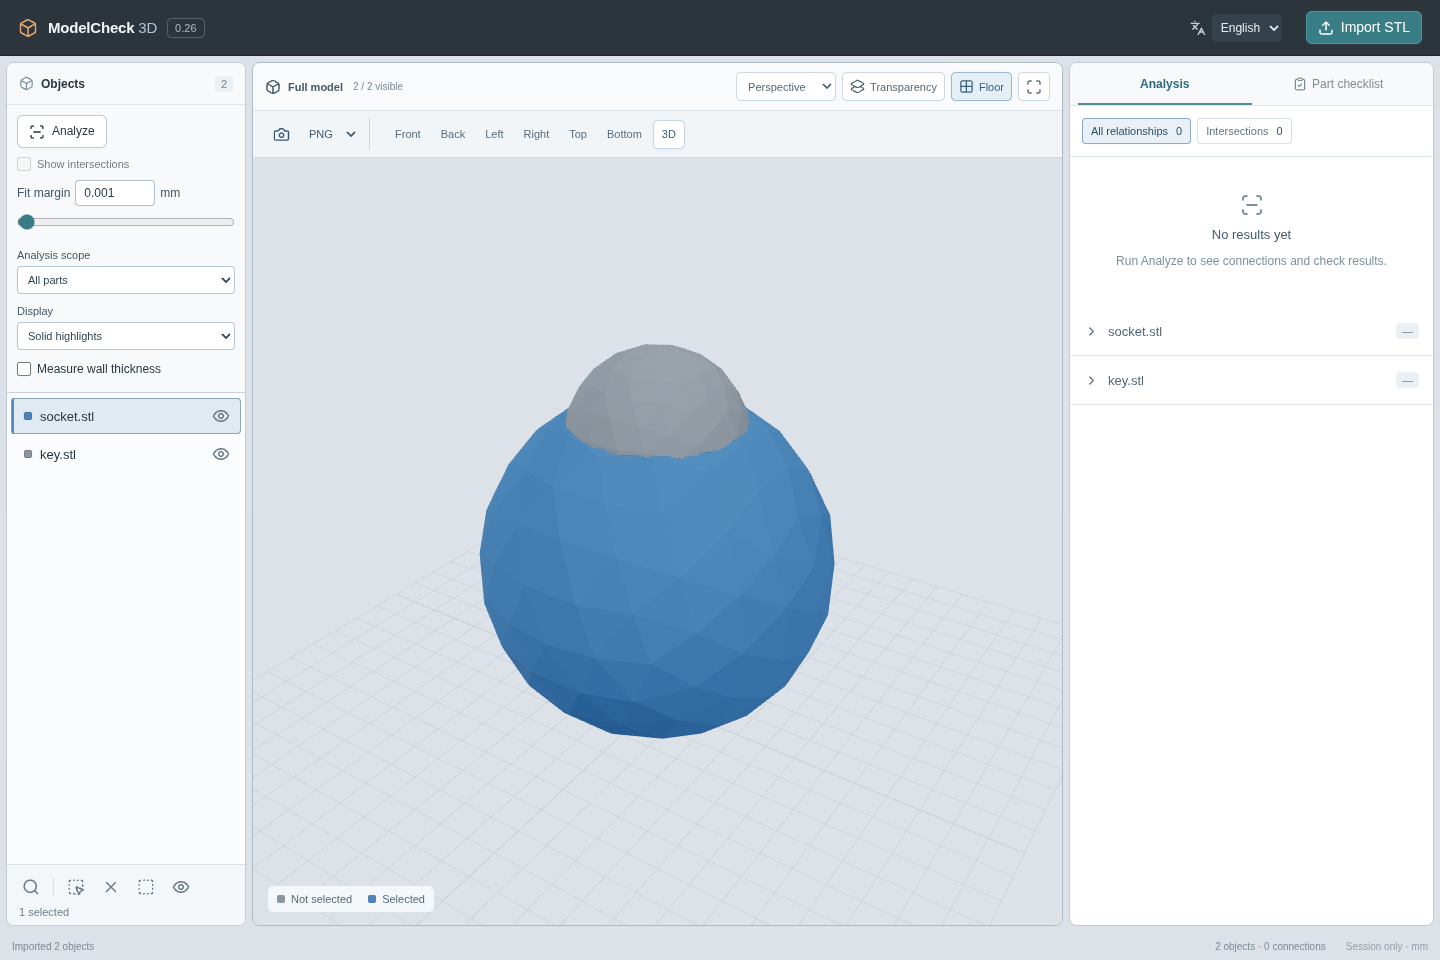 ModelCheck 3D 0.26
English
Import STL
Objects 2
Analyze
Show intersections
Fit margin 0.001 mm
Analysis scope
All parts
Display
Solid highlights
Measure wall thickness
socket.stl
key.stl
1 selected
Full model 2 / 2 visible
Perspective
Transparency
Floor
PNG
Front Back Left Right Top Bottom 3D
Not selected Selected
Analysis Part checklist
All relationships 0 Intersections 0
No results yet
Run Analyze to see connections and check results.
socket.stl —
key.stl —
Imported 2 objects
2 objects · 0 connections Session only · mm